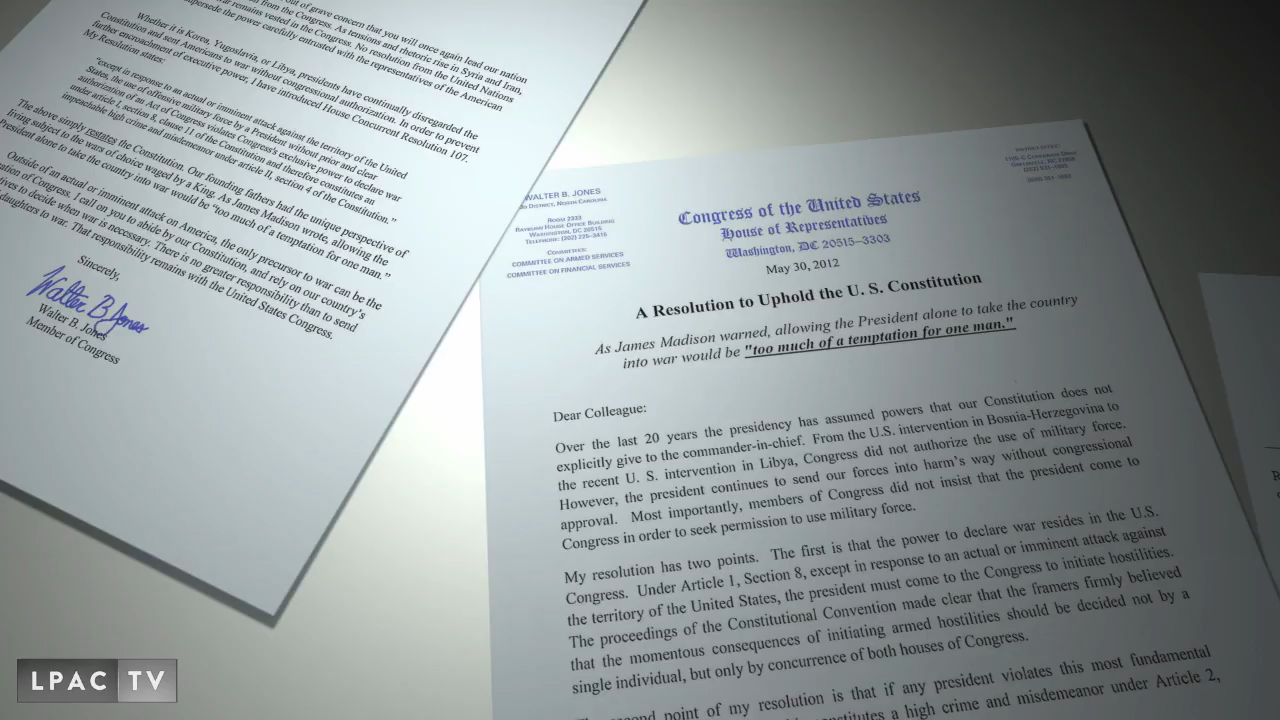 out of grave concern that you will once again lead our nation
from the Congress. As tensions and rhetoric rise in Syria and Iran,
remains vested in the Congress. No resolution from the United Nations
supersede the power carefully entrusted with the representatives of the American
Whether it is Korea, Yugoslavia, or Libya, presidents have continually disregarded the
Constitution and sent Americans to war without congressional authorization. In order to prevent
further encroachment of executive power, I have introduced House Concurrent Resolution 107.
My Resolution states:
"except in response to an actual or imminent attack against the territory of the United
States, the use of offensive military force by a President without prior and clear
authorization of an Act of Congress violates Congress's exclusive power to declare war
under article I, section 8, clause 11 of the Constitution and therefore constitutes an
impeachable high crime and misdemeanor under article II, section 4 of the Constitution."
The above simply restates the Constitution. Our founding fathers had the unique perspective of
living subject to the wars of choice waged by a King. As James Madison wrote, allowing the
President alone to take the country into war would be "too much of a temptation for one man."
Outside of an actual or imminent attack on America, the only precursor to war can be the
of Congress. I call on you to abide by our Constitution, and rely on our country's
to decide when war is necessary. There is no greater responsibility than to send
daughters to war. That responsibility remains with the United States Congress.
Sincerely,
Walter B Jones
Walter B. Jones
Member of Congress
WALTER B. JONES
District, North Carolina
Room 2333
Rayburn House Office Building
Washington, DC 20515
Telephone: (202) 225-3415
Committees:
COMMITTEE ON ARMED SERVICES
COMMITTEE ON FINANCIAL SERVICES
Congress of the United States
House of Representatives
Washington, DC 20515-3303
May 30, 2012
A Resolution to Uphold the U. S. Constitution
As James Madison warned, allowing the President alone to take the country
into war would be "too much of a temptation for one man."
Dear Colleague:
Over the last 20 years the presidency has assumed powers that our Constitution does not
explicitly give to the commander-in-chief. From the U.S. intervention in Bosnia-Herzegovina to
the recent U. S. intervention in Libya, Congress did not authorize the use of military force.
However, the president continues to send our forces into harm's way without congressional
approval. Most importantly, members of Congress did not insist that the president come to
Congress in order to seek permission to use military force.
My resolution has two points. The first is that the power to declare war resides in the U.S.
Congress. Under Article 1, Section 8, except in response to an actual or imminent attack against
the territory of the United States, the president must come to the Congress to initiate hostilities.
The proceedings of the Constitutional Convention made clear that the framers firmly believed
that the momentous consequences of initiating armed hostilities should be decided not by a
single individual, but only by concurrence of both houses of Congress.
second point of my resolution is that if any president violates this most fundamental
constitutes a high crime and misdemeanor under Article 2,
LPAC TV